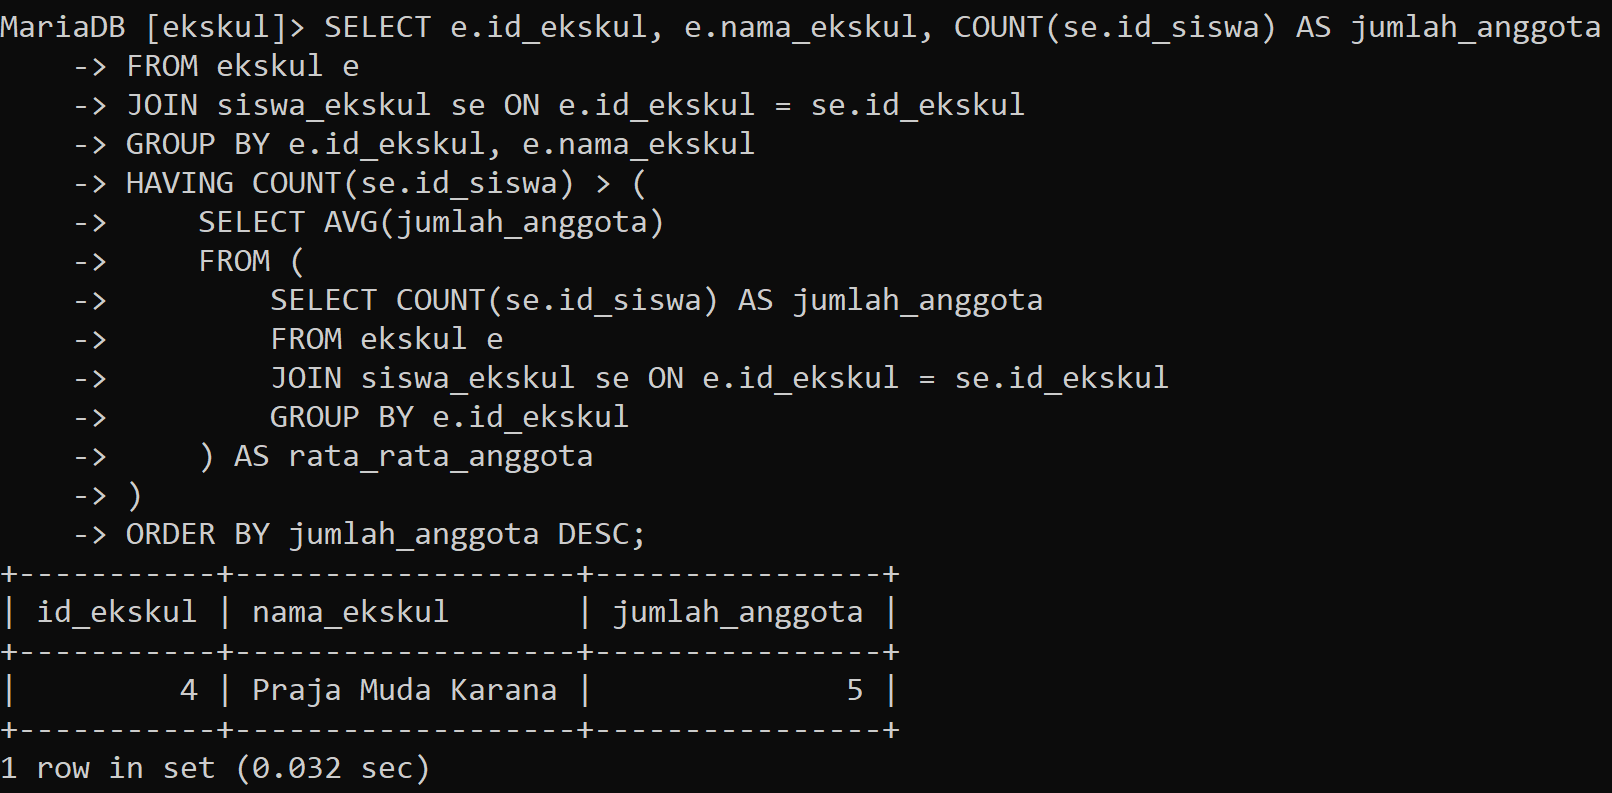 MariaDB [ekskul]> SELECT e.id_ekskul, e.nama_ekskul, COUNT(se.id_siswa) AS jumlah_anggota
    -> FROM ekskul e
    -> JOIN siswa_ekskul se ON e.id_ekskul = se.id_ekskul
    -> GROUP BY e.id_ekskul, e.nama_ekskul
    -> HAVING COUNT(se.id_siswa) > (
    ->     SELECT AVG(jumlah_anggota)
    ->     FROM (
    ->         SELECT COUNT(se.id_siswa) AS jumlah_anggota
    ->         FROM ekskul e
    ->         JOIN siswa_ekskul se ON e.id_ekskul = se.id_ekskul
    ->         GROUP BY e.id_ekskul
    ->     ) AS rata_rata_anggota
    -> )
    -> ORDER BY jumlah_anggota DESC;
+-----------+-------------------+----------------+
| id_ekskul | nama_ekskul       | jumlah_anggota |
+-----------+-------------------+----------------+
|         4 | Praja Muda Karana |              5 |
+-----------+-------------------+----------------+
1 row in set (0.032 sec)